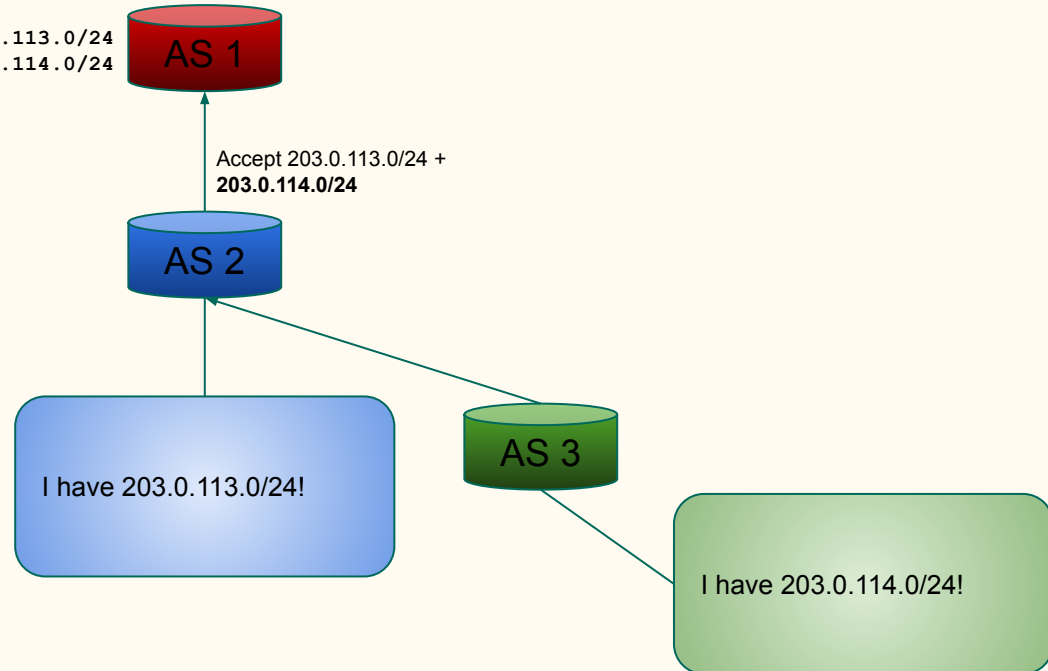 .113.0/24
.114.0/24
AS 1
Accept 203.0.113.0/24 +
203.0.114.0/24
AS 2
I have 203.0.113.0/24!
AS 3
I have 203.0.114.0/24!